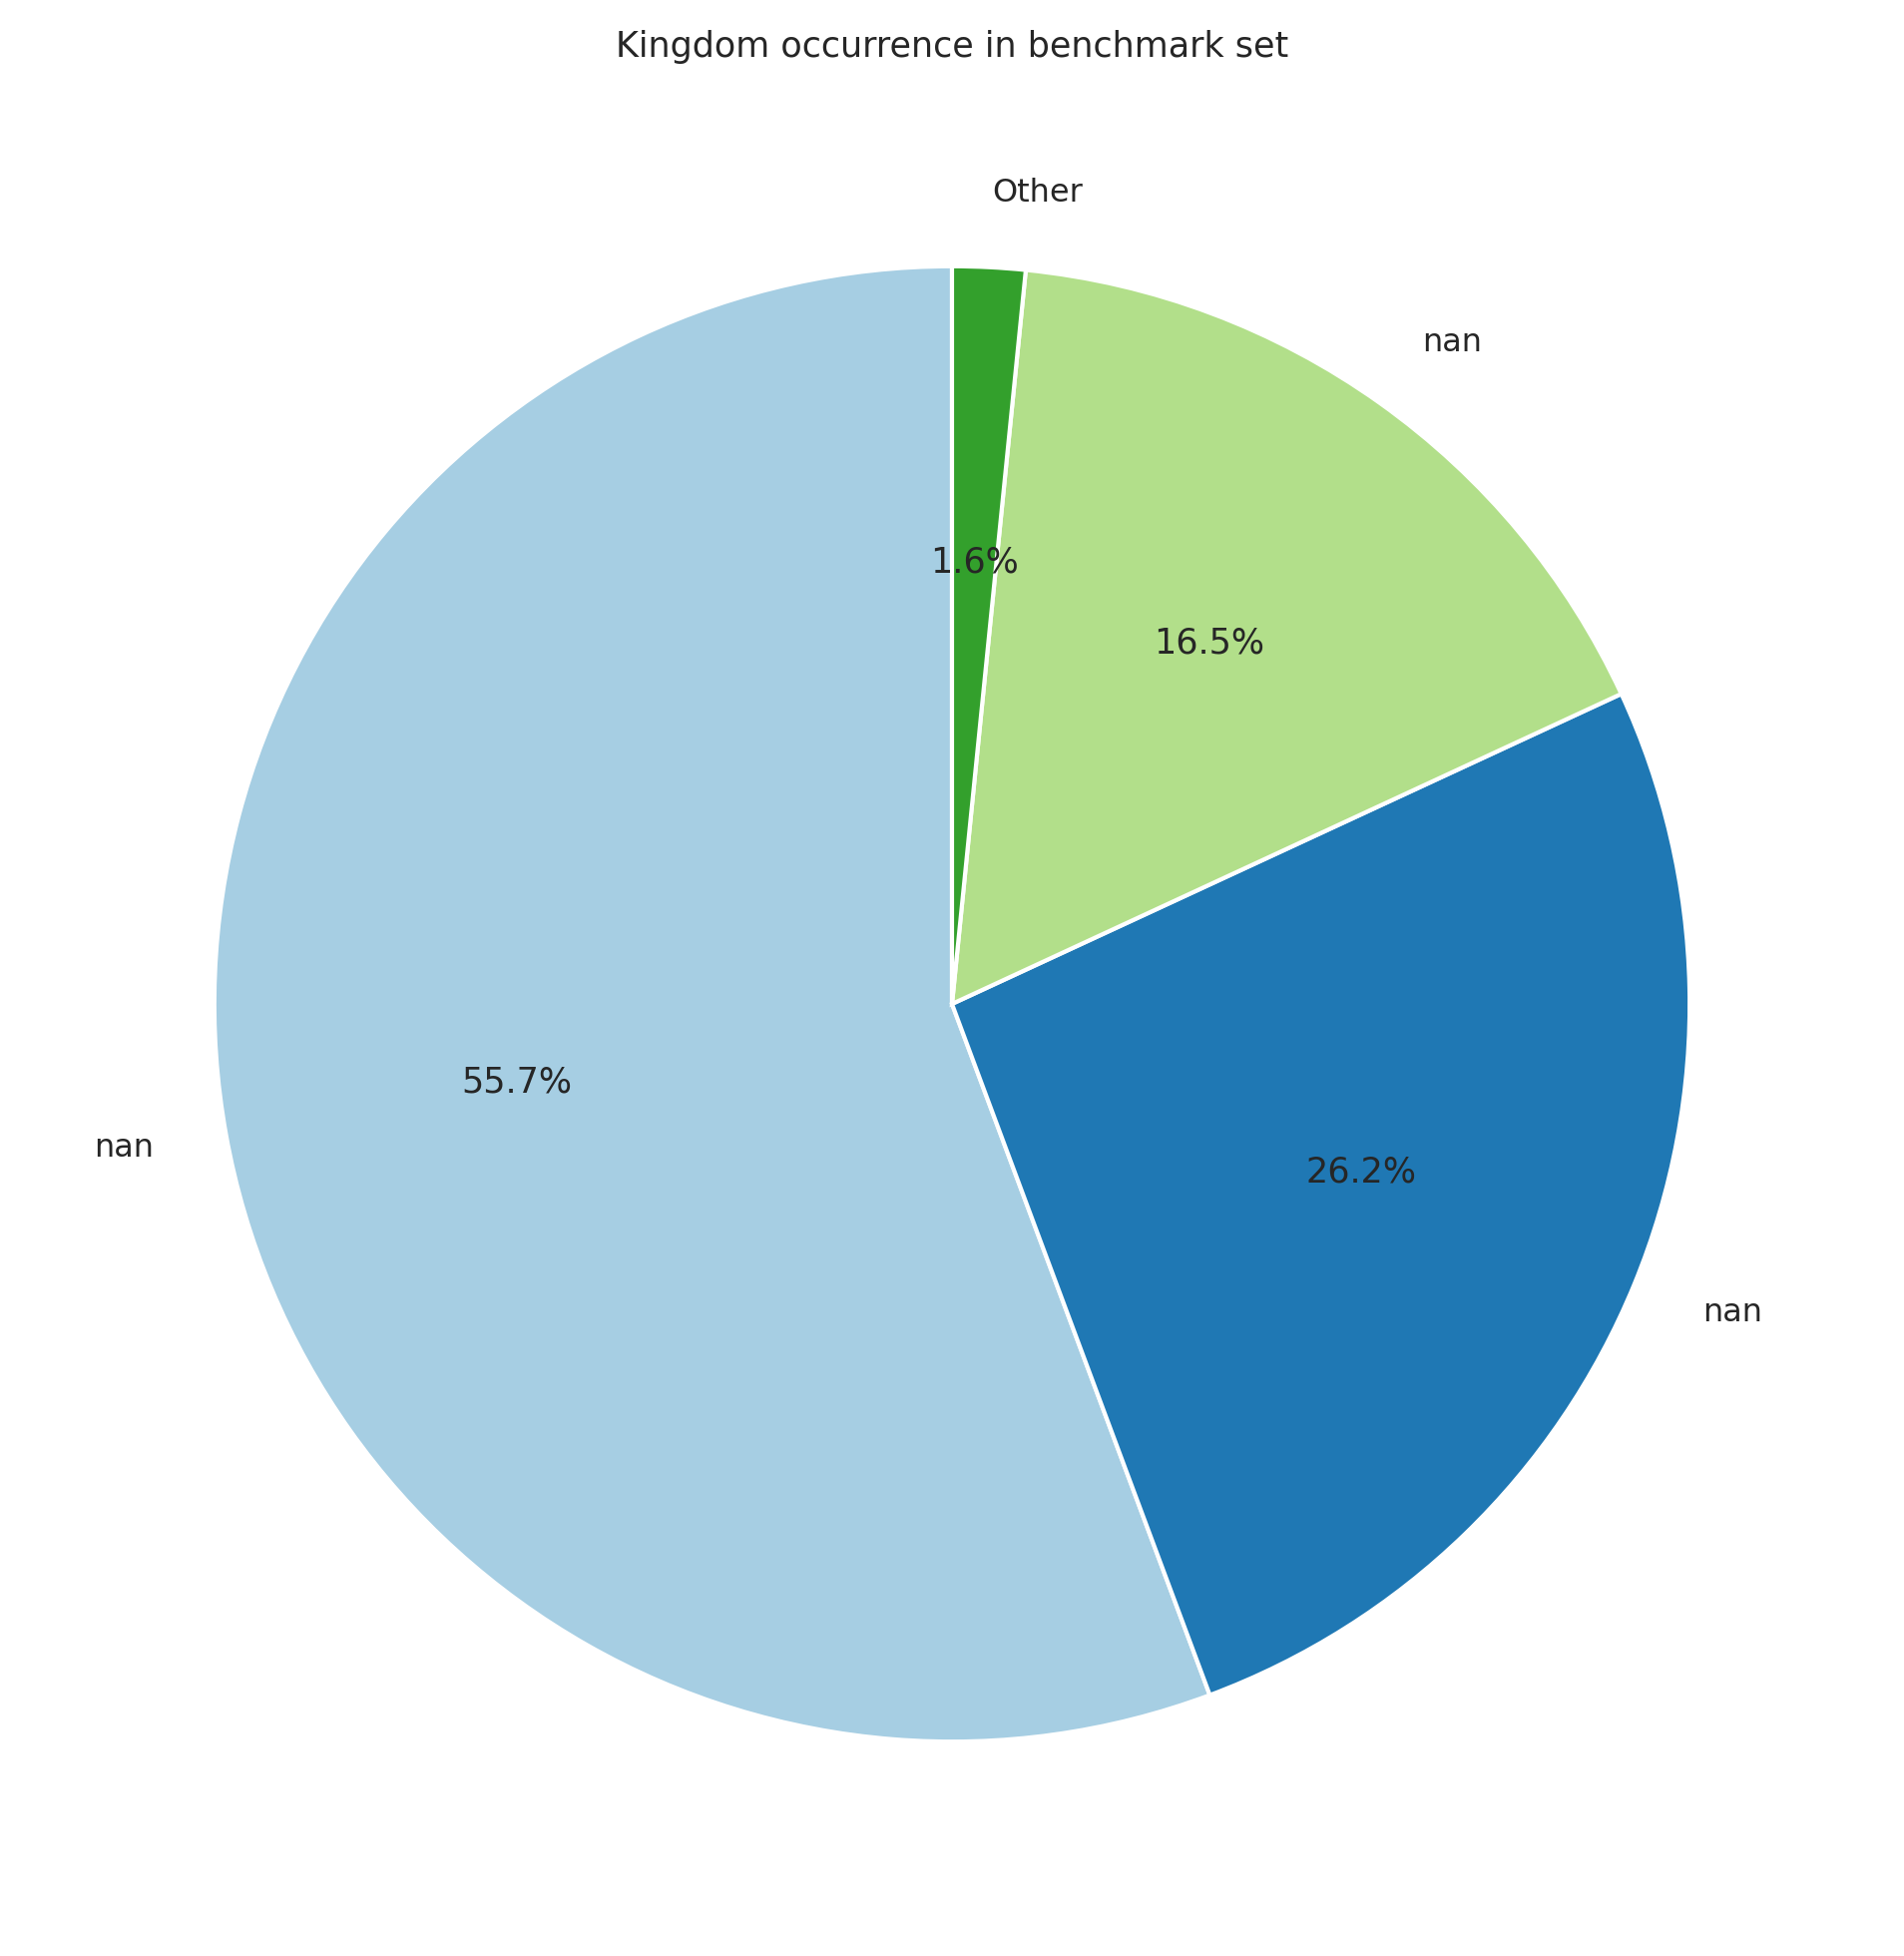 Kingdom occurrence in benchmark set
Other
nan
1.6%
16.5%
55.7%
nan
26.2%
nan